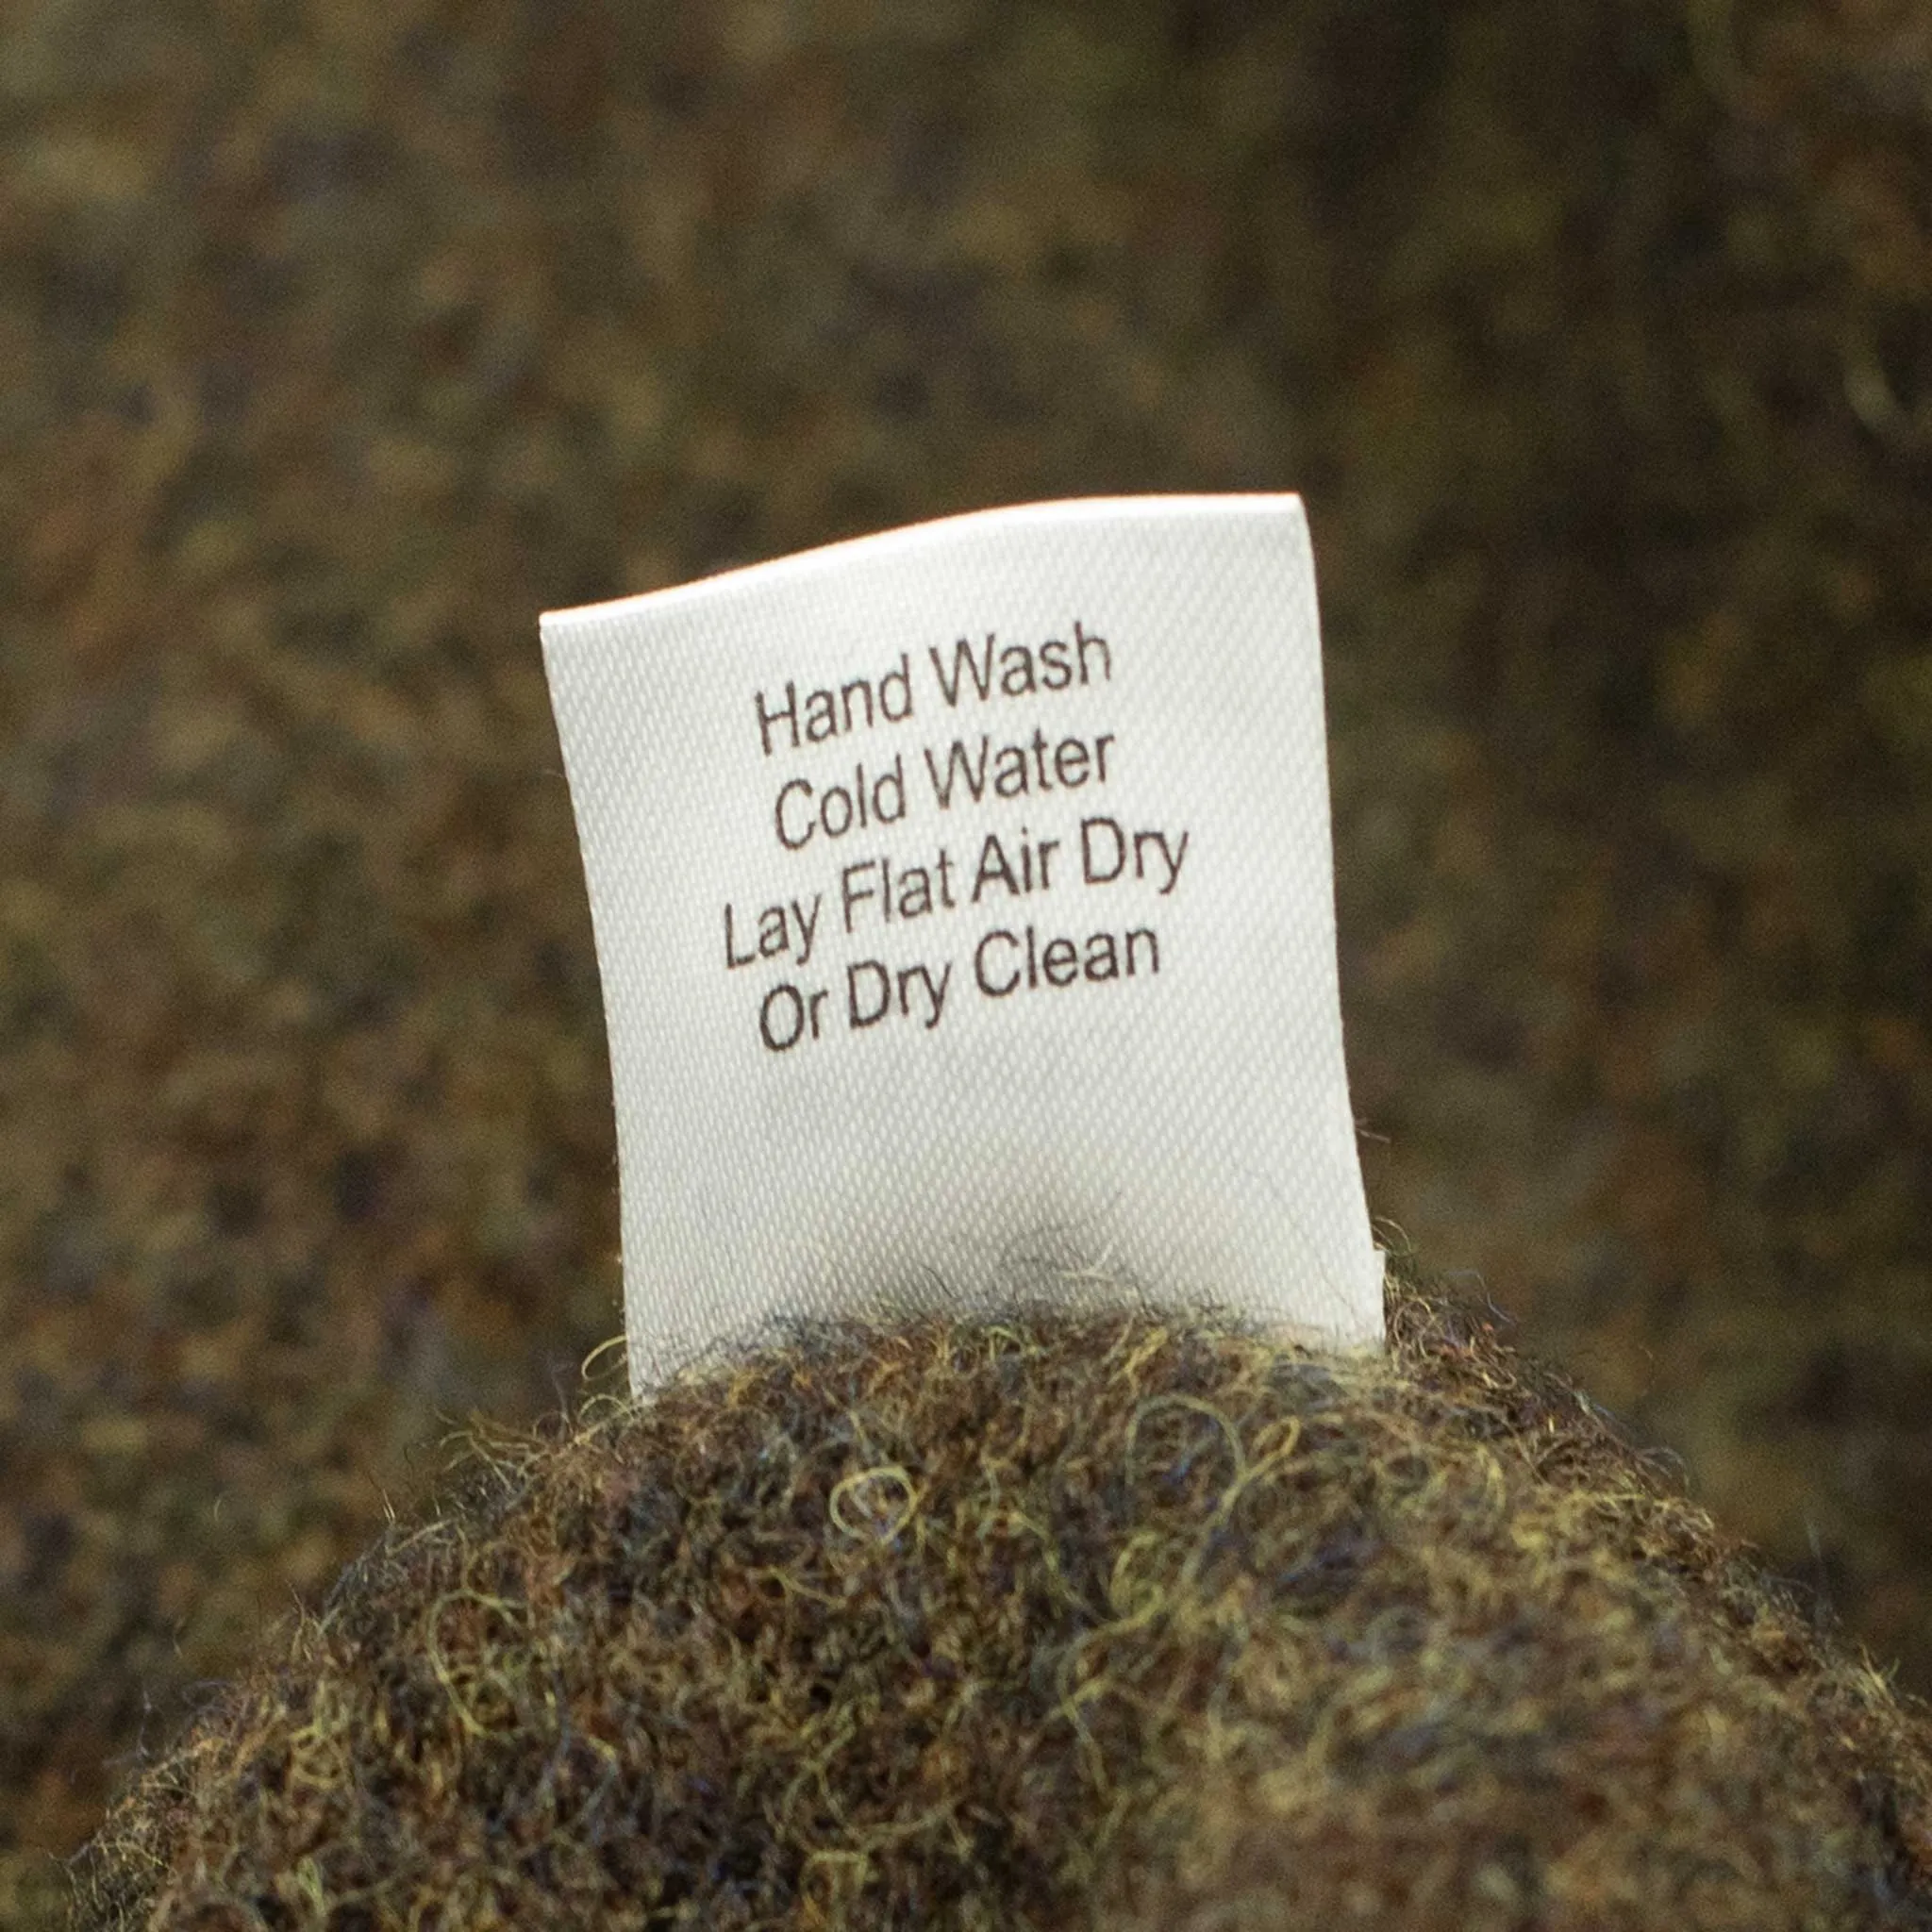 Hand Wash
Cold Water
Lay Flat Air Dry
Or Dry Clean